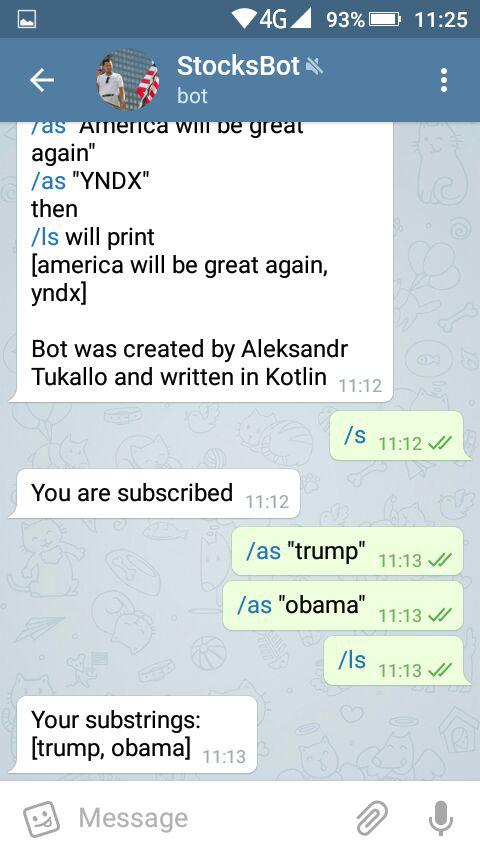 4G 93% 11:25
StocksBot
bot
/as "America will be great
again"
/as "YNDX"
then
/ls will print
[america will be great again,
yndx]
Bot was created by Aleksandr
Tukallo and written in Kotlin 11:12
/s 11:12
You are subscribed 11:12
/as "trump" 11:13
/as "obama" 11:13
/ls 11:13
Your substrings:
[trump, obama] 11:13
Message